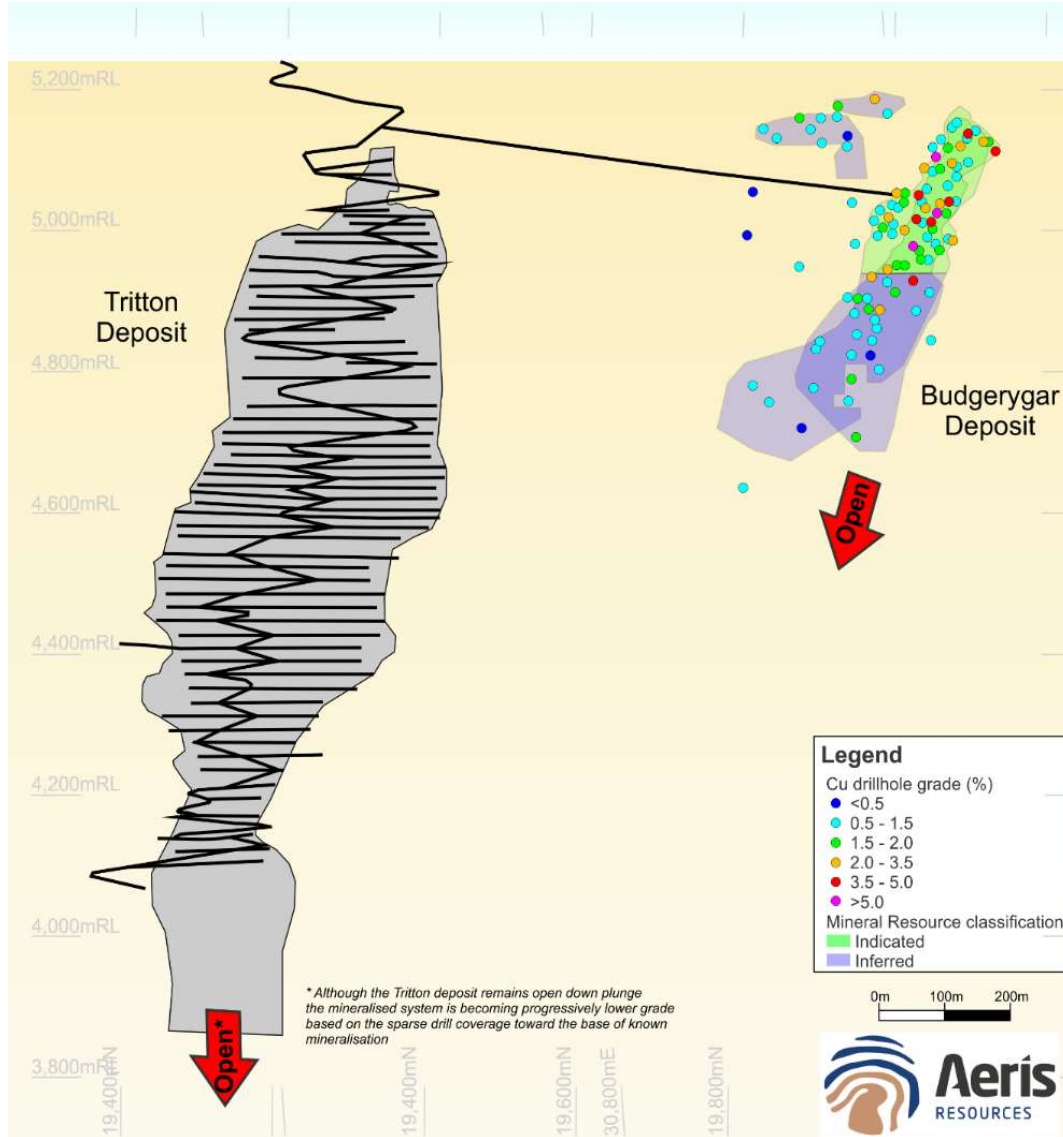 5,200mRL
5,000mRL
Tritton
Deposit
4,800mRL
Budgerygar
Deposit
4,600mRL
Open
4,400mRL
Legend
Cu drillhole grade (%)
<0.5
0.5 - 1.5
1.5 - 2.0
2.0 - 3.5
3.5 - 5.0
>5.0
Mineral Resource classification
Indicated
Inferred
4,200mRL
4,000mRL
* Although the Tritton deposit remains open down plunge
the mineralised system is becoming progressively lower grade
based on the sparse drill coverage toward the base of known
mineralisation
0m 100m 200m
Open*
3,800mRL
19,400mN
19,400mN
19,600mN
30,800mE
19,800mN
Aeris
RESOURCES